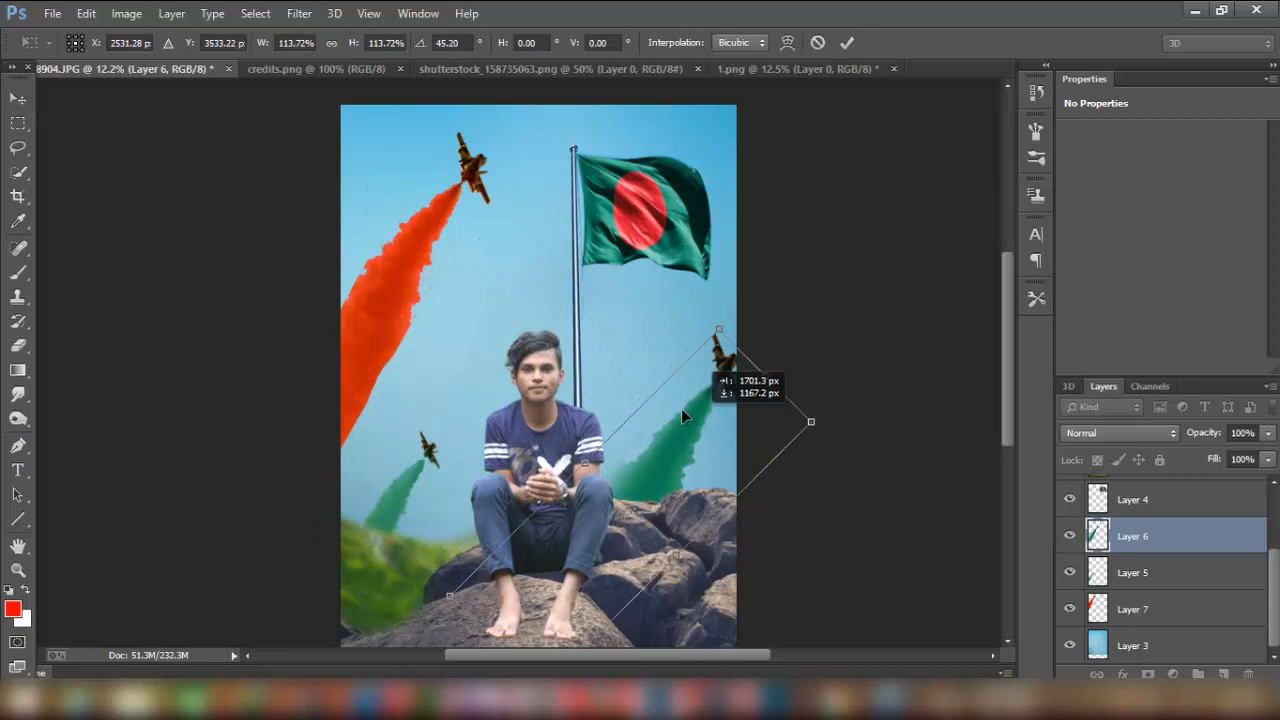 Ps File Edit Image Layer Type Select Filter 3D View Window Help
X: 2531.28 px Y: 3533.22 px W: 113.72% H: 113.72% 45.20 ° H: 0.00 ° V: 0.00 ° Interpolation: Bicubic 3D
8904.JPG @ 12.2% (Layer 6, RGB/8) * × credits.png @ 100% (RGB/8) × shutterstock_158735063.png @ 50% (Layer 0, RGB/8#) × 1.png @ 12.5% (Layer 0, RGB/8) * ×
Properties
No Properties
1701.3 px
1167.2 px
3D Layers Channels
Kind
Normal Opacity: 100%
Lock: Fill: 100%
Layer 4
Layer 6
Layer 5
Layer 7
Layer 3
Doc: 51.3M/232.3M